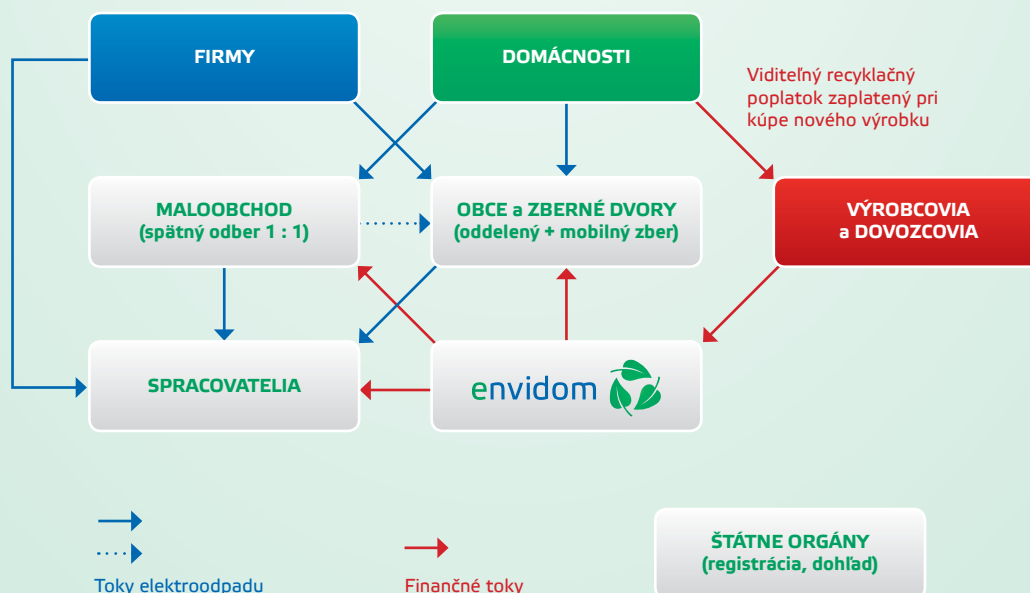 FIRMY
DOMÁCNOSTI
Viditeľný recyklačný
poplatok zaplatený pri
kúpe nového výrobku
MALOOBCHOD
(spätný odber 1 : 1)
OBCE a ZBERNÉ DVORY
(oddelený + mobilný zber)
VÝROBCOVIA
a DOVOZCOVIA
SPRACOVATELIA
envidom
ŠTÁTNE ORGÁNY
(registrácia, dohľad)
Toky elektroodpadu
Finančné toky